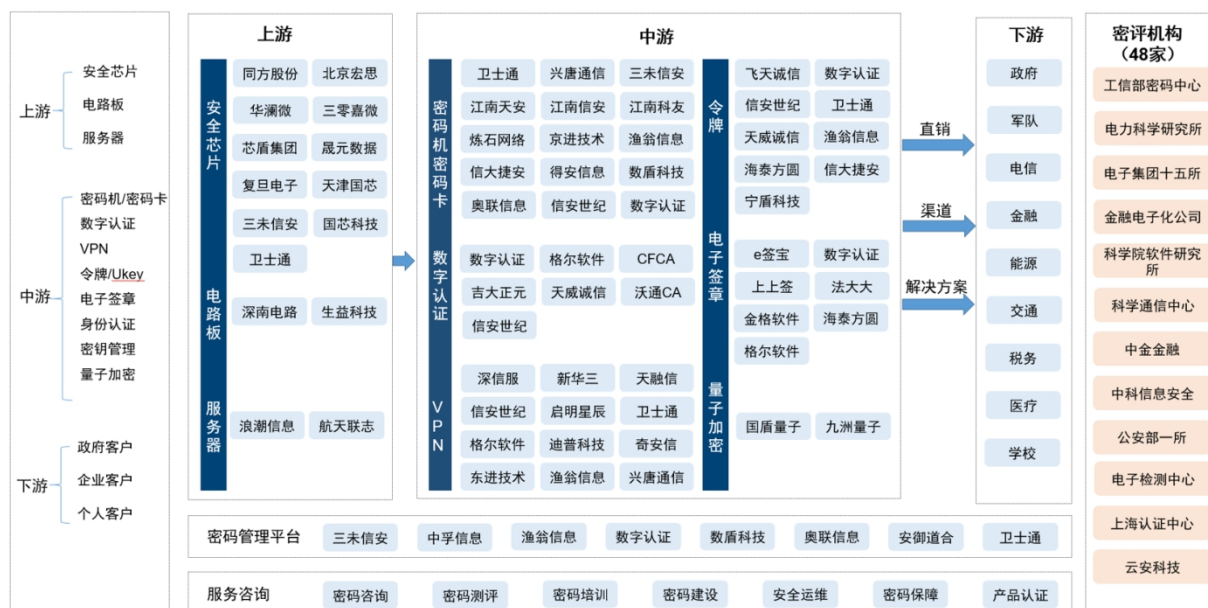 上游
安全芯片
电路板
服务器
中游
密码机/密码卡
数字认证
VPN
令牌/Ukey
电子签章
身份认证
密钥管理
量子加密
下游
政府客户
企业客户
个人客户
上游
安全芯片
同方股份 北京宏思
华澜微 三零嘉微
芯盾集团 晟元数据
复旦电子 天津国芯
三未信安 国芯科技
卫士通
电路板
深南电路 生益科技
服务器
浪潮信息 航天联志
中游
密码机密码卡
卫士通 兴唐通信 三未信安
江南天安 江南信安 江南科友
炼石网络 京进技术 渔翁信息
信大捷安 得安信息 数盾科技
奥联信息 信安世纪 数字认证
数字认证
数字认证 格尔软件 CFCA
吉大正元 天威诚信 沃通CA
信安世纪
VPN
深信服 新华三 天融信
信安世纪 启明星辰 卫士通
格尔软件 迪普科技 奇安信
东进技术 渔翁信息 兴唐通信
令牌
飞天诚信 数字认证
信安世纪 卫士通
天威诚信 渔翁信息
海泰方圆 信大捷安
宁盾科技
电子签章
e签宝 数字认证
上上签 法大大
金格软件 海泰方圆
格尔软件
量子加密
国盾量子 九洲量子
直销
渠道
解决方案
下游
政府
军队
电信
金融
能源
交通
税务
医疗
学校
密码管理平台 三未信安 中孚信息 渔翁信息 数字认证 数盾科技 奥联信息 安御道合 卫士通
服务咨询 密码咨询 密码测评 密码培训 密码建设 安全运维 密码保障 产品认证
密评机构
（48家）
工信部密码中心
电力科学研究所
电子集团十五所
金融电子化公司
科学院软件研究
所
科学通信中心
中金金融
中科信息安全
公安部一所
电子检测中心
上海认证中心
云安科技